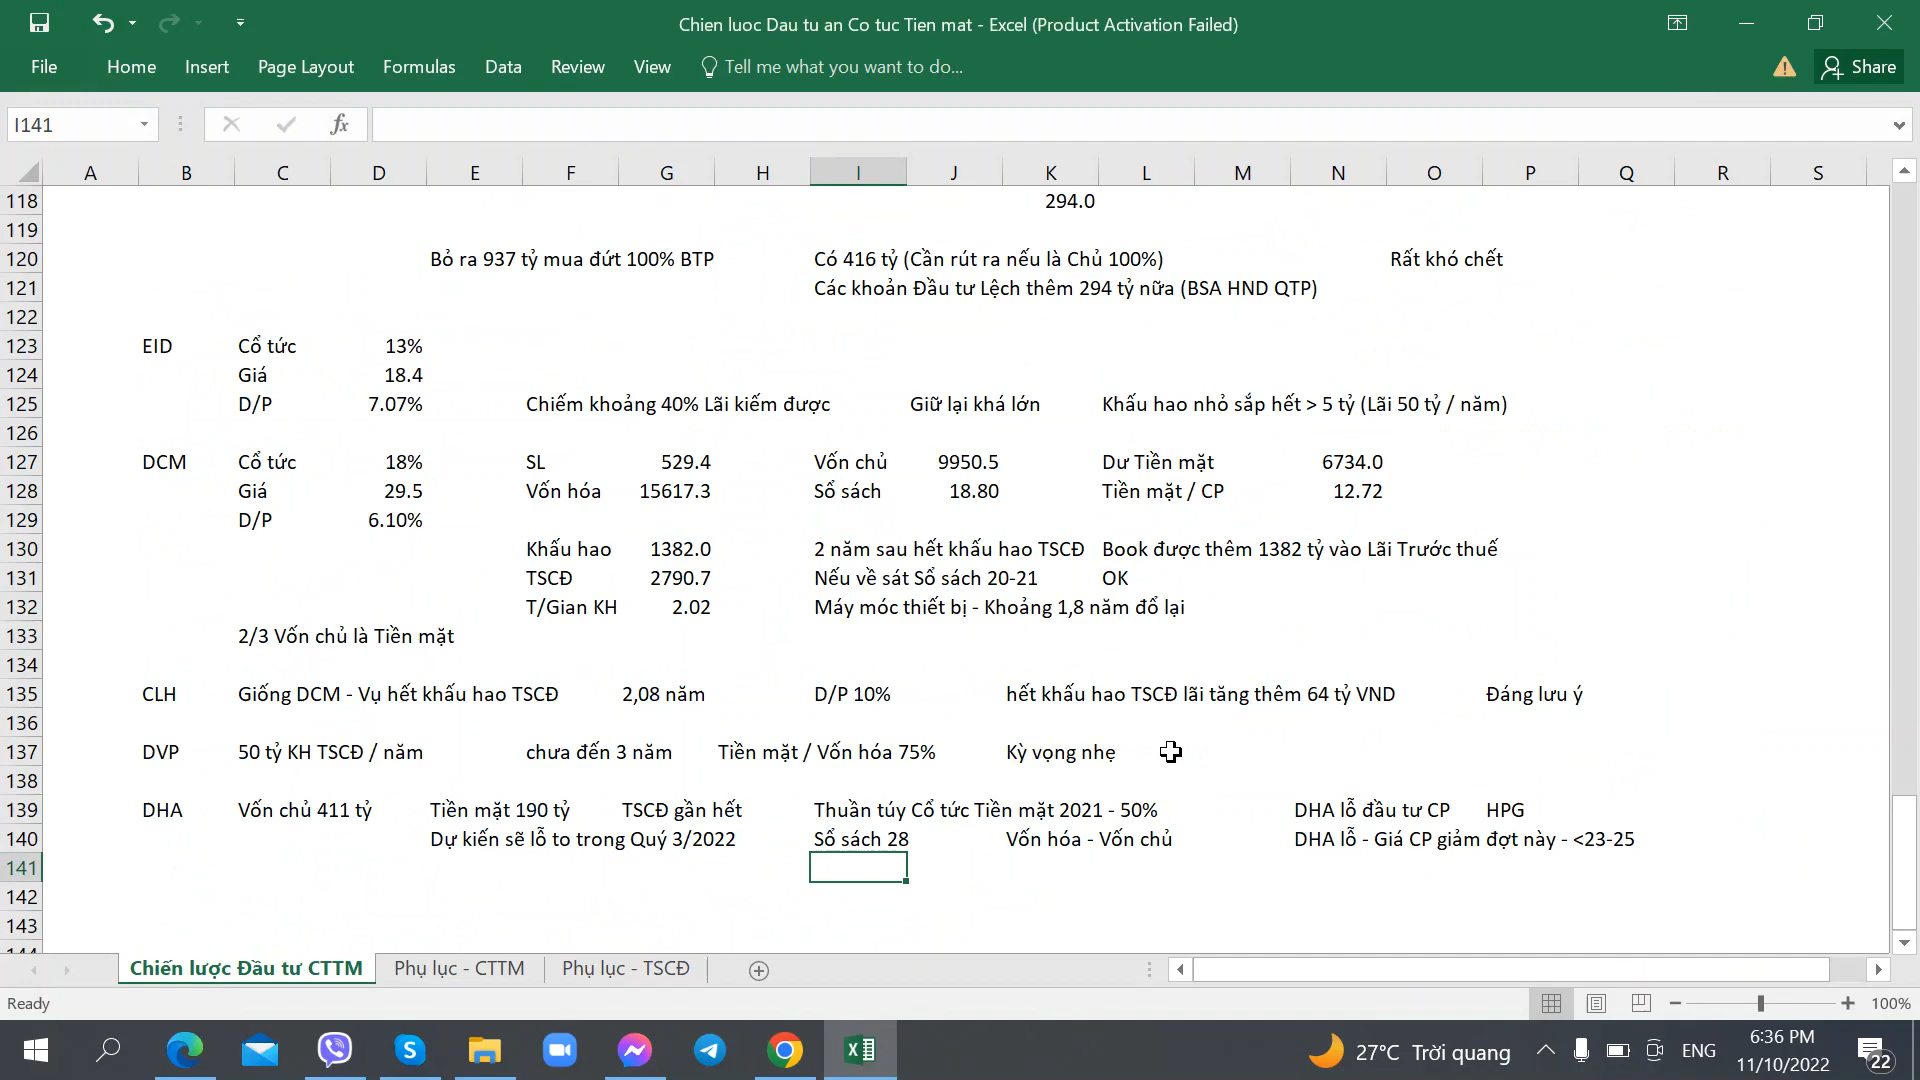 Chien luoc Dau tu an Co tuc Tien mat - Excel (Product Activation Failed)
File Home Insert Page Layout Formulas Data Review View Tell me what you want to do... Share
I141 fx
A B C D E F G H I J K L M N O P Q R S
118 294.0
119
120 Bỏ ra 937 tỷ mua đứt 100% BTP Có 416 tỷ (Cần rút ra nếu là Chủ 100%) Rất khó chết
121 Các khoản Đầu tư Lệch thêm 294 tỷ nữa (BSA HND QTP)
122
123 EID Cổ tức 13%
124 Giá 18.4
125 D/P 7.07% Chiếm khoảng 40% Lãi kiếm được Giữ lại khá lớn Khấu hao nhỏ sắp hết > 5 tỷ (Lãi 50 tỷ / năm)
126
127 DCM Cổ tức 18% SL 529.4 Vốn chủ 9950.5 Dư Tiền mặt 6734.0
128 Giá 29.5 Vốn hóa 15617.3 Sổ sách 18.80 Tiền mặt / CP 12.72
129 D/P 6.10%
130 Khấu hao 1382.0 2 năm sau hết khấu hao TSCĐ Book được thêm 1382 tỷ vào Lãi Trước thuế
131 TSCĐ 2790.7 Nếu về sát Sổ sách 20-21 OK
132 T/Gian KH 2.02 Máy móc thiết bị - Khoảng 1,8 năm đổ lại
133 2/3 Vốn chủ là Tiền mặt
134
135 CLH Giống DCM - Vụ hết khấu hao TSCĐ 2,08 năm D/P 10% hết khấu hao TSCĐ lãi tăng thêm 64 tỷ VND Đáng lưu ý
136
137 DVP 50 tỷ KH TSCĐ / năm chưa đến 3 năm Tiền mặt / Vốn hóa 75% Kỳ vọng nhẹ
138
139 DHA Vốn chủ 411 tỷ Tiền mặt 190 tỷ TSCĐ gần hết Thuần túy Cổ tức Tiền mặt 2021 - 50% DHA lỗ đầu tư CP HPG
140 Dự kiến sẽ lỗ to trong Quý 3/2022 Sổ sách 28 Vốn hóa - Vốn chủ DHA lỗ - Giá CP giảm đợt này - <23-25
141
142
143
144
Chiến lược Đầu tư CTTM Phụ lục - CTTM Phụ lục - TSCĐ
Ready 100%
27°C Trời quang ENG 6:36 PM 22
11/10/2022